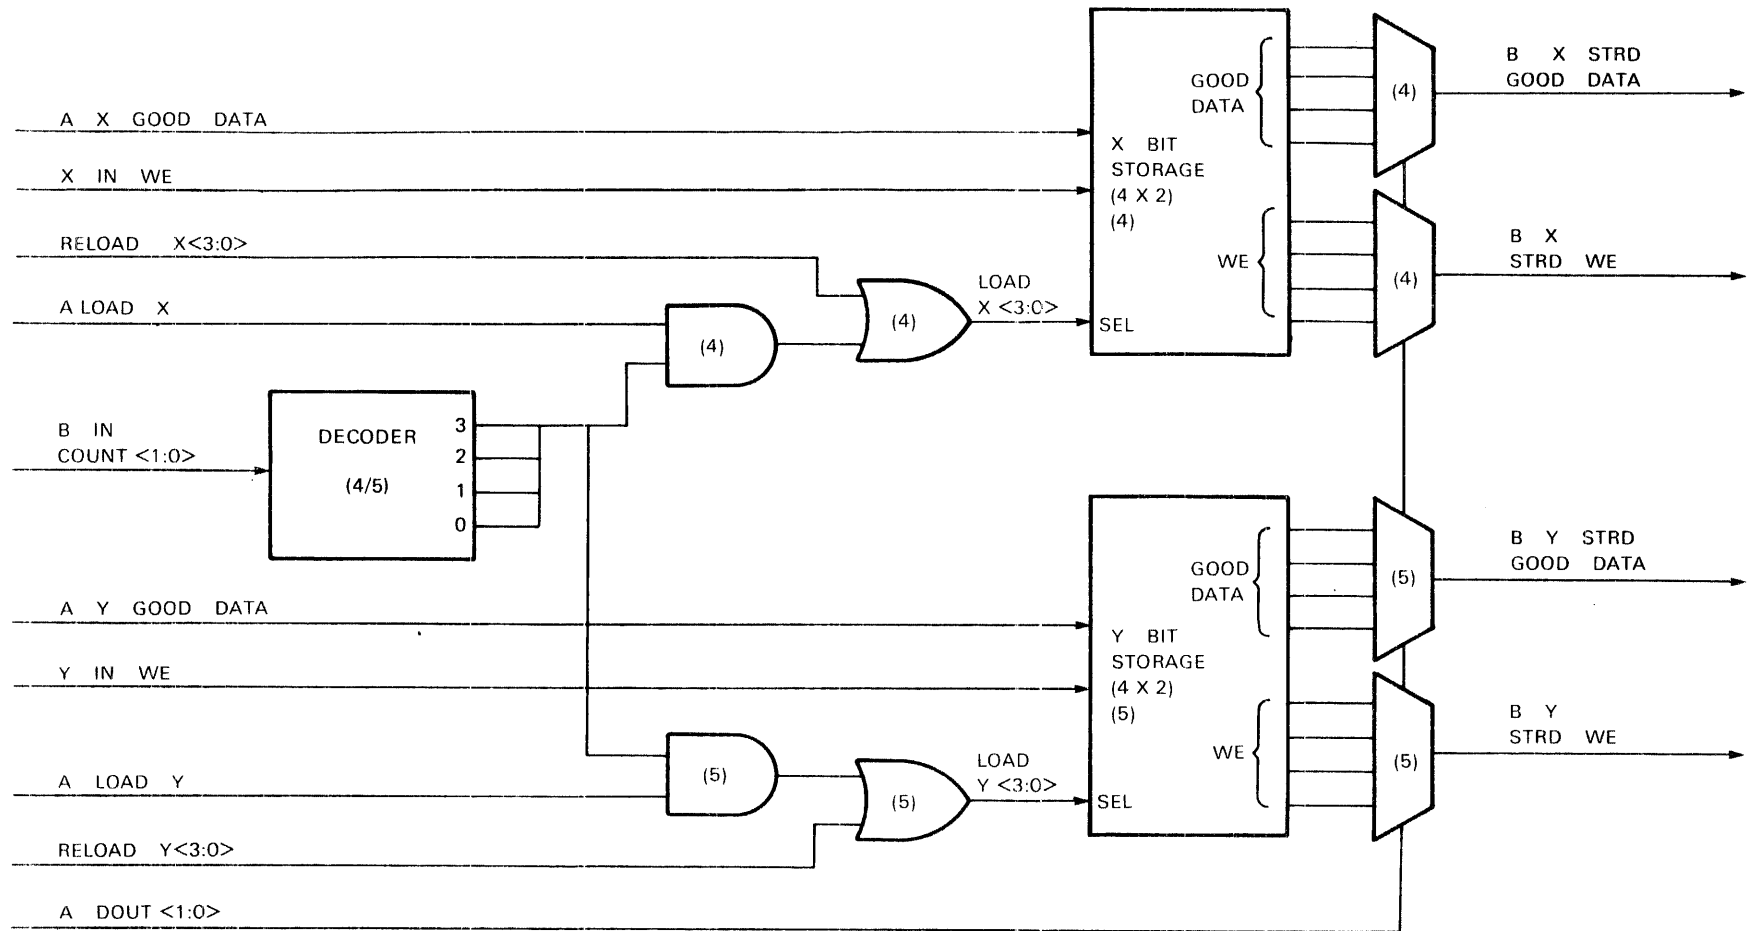 B X STRD
GOOD DATA
GOOD
DATA
(4)
A X GOOD DATA
X BIT
STORAGE
(4 X 2)
(4)
X IN WE
RELOAD X<3:0>
B X
STRD WE
WE
(4)
LOAD
X <3:0>
A LOAD X
(4)
(4)
SEL
B IN
COUNT <1:0>
DECODER
(4/5)
3
2
1
0
B Y STRD
GOOD DATA
GOOD
DATA
(5)
A Y GOOD DATA
Y BIT
STORAGE
(4 X 2)
(5)
Y IN WE
B Y
STRD WE
WE
(5)
LOAD
Y <3:0>
A LOAD Y
(5)
(5)
SEL
RELOAD Y<3:0>
A DOUT <1:0>